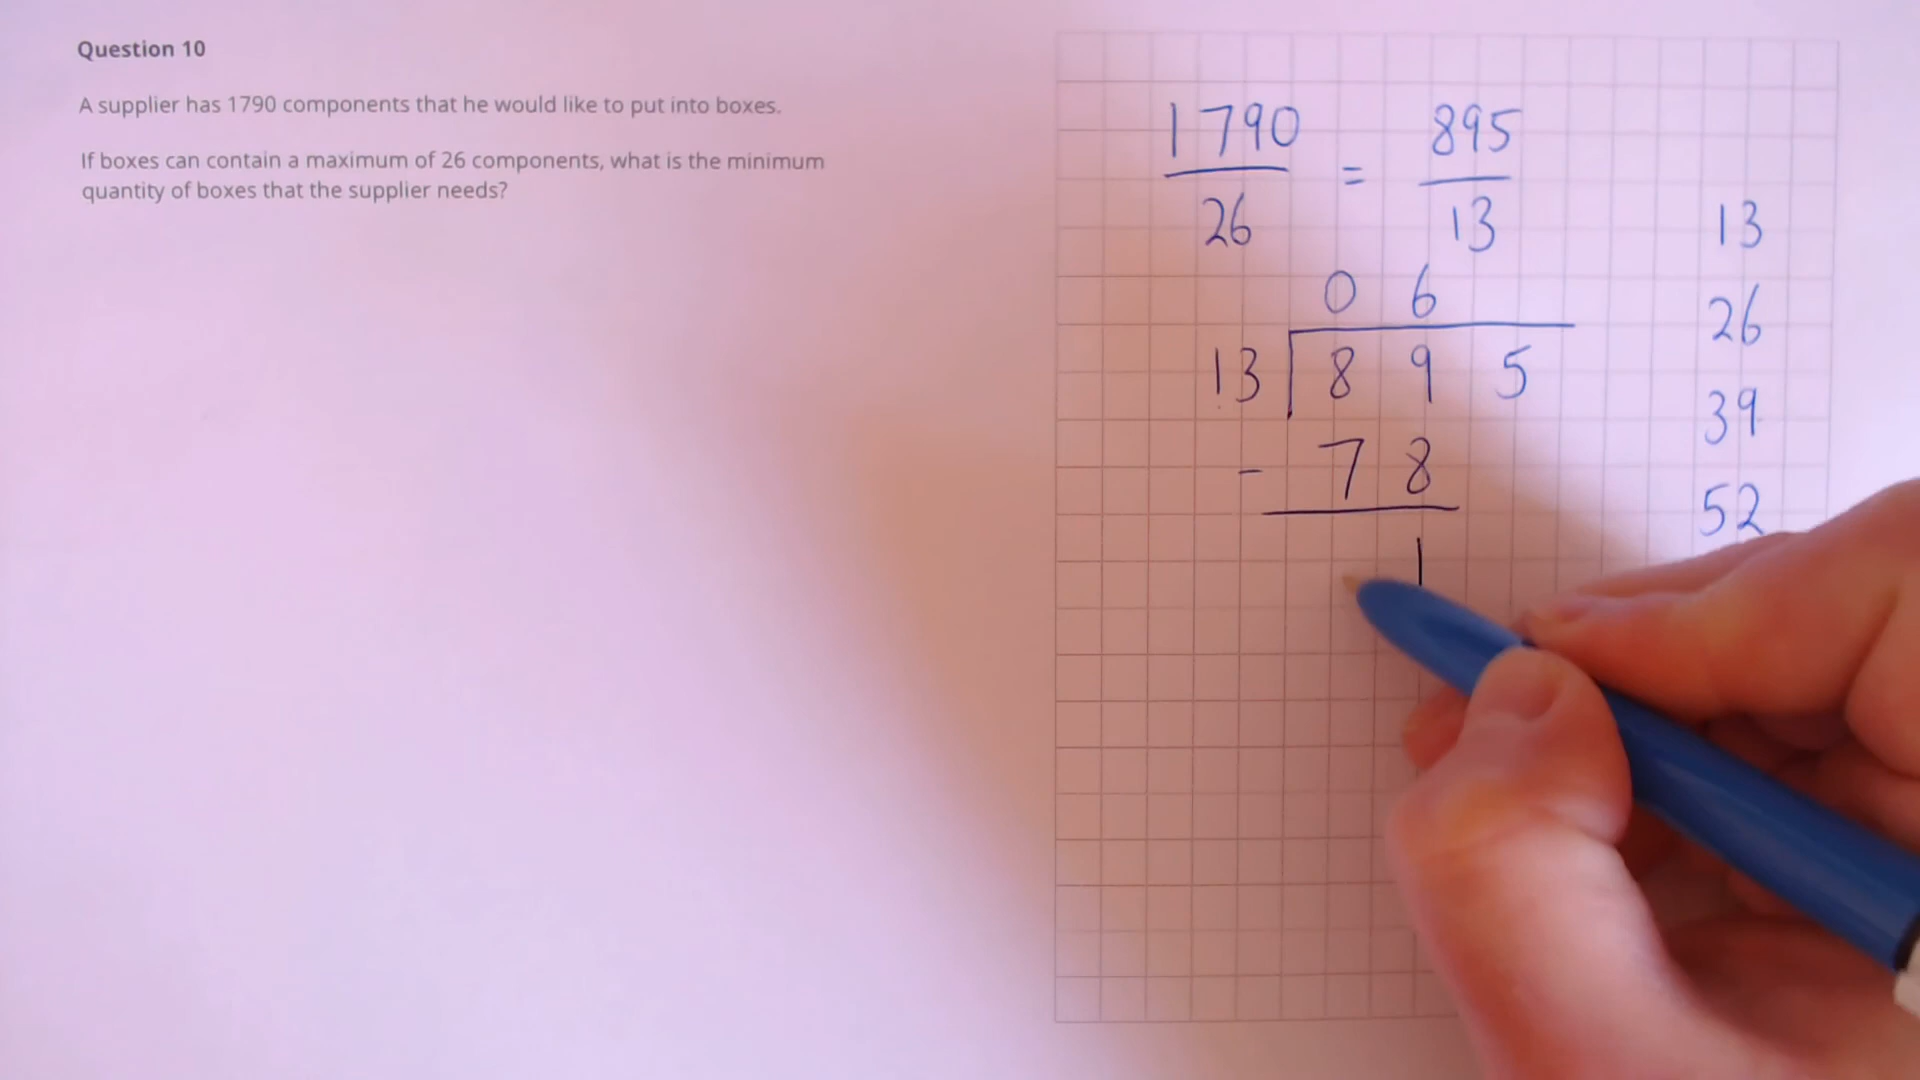 Question 10
A supplier has 1790 components that he would like to put into boxes.
If boxes can contain a maximum of 26 components, what is the minimum
quantity of boxes that the supplier needs?
1790 = 895
26 13
0 6
13 8 9 5
- 7 8
1
13
26
39
52